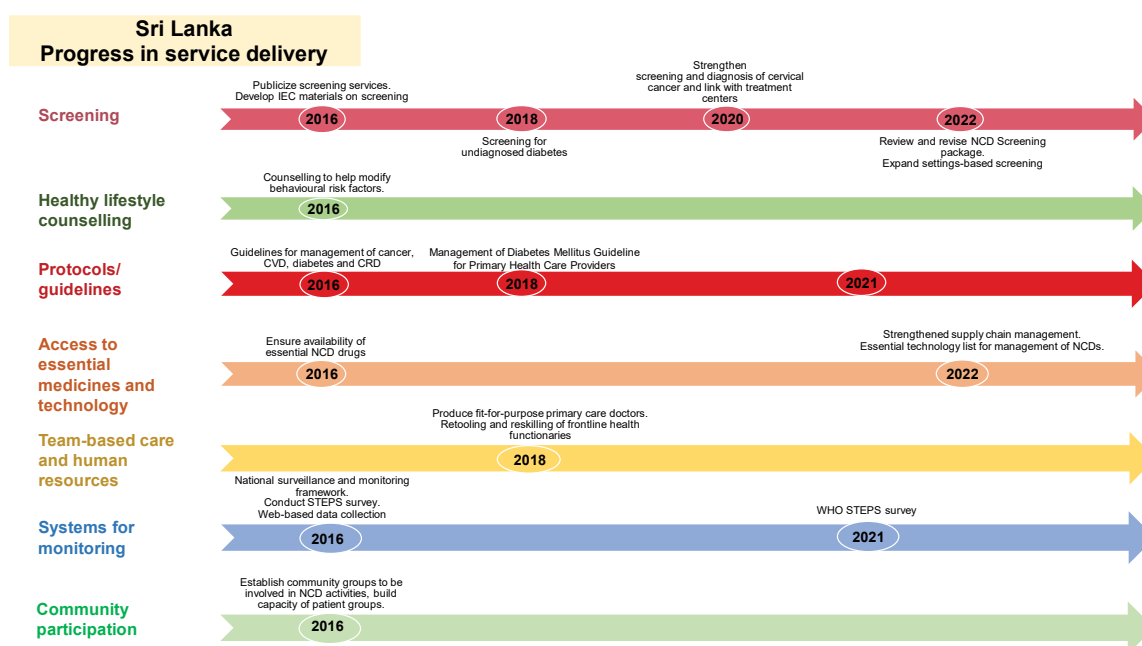 Sri Lanka
Progress in service delivery
Screening
Publicize screening services.
Develop IEC materials on screening
2016
2018
Screening for
undiagnosed diabetes
Strengthen
screening and diagnosis of cervical
cancer and link with treatment
centers
2020
2022
Review and revise NCD Screening
package.
Expand settings-based screening
Healthy lifestyle
counselling
Counselling to help modify
behavioural risk factors.
2016
Protocols/
guidelines
Guidelines for management of cancer,
CVD, diabetes and CRD
2016
Management of Diabetes Mellitus Guideline
for Primary Health Care Providers
2018
2021
Access to
essential
medicines and
technology
Ensure availability of
essential NCD drugs
2016
Strengthened supply chain management.
Essential technology list for management of NCDs.
2022
Team-based care
and human
resources
Produce fit-for-purpose primary care doctors.
Retooling and reskilling of frontline health
functionaries
2018
Systems for
monitoring
National surveillance and monitoring
framework.
Conduct STEPS survey.
Web-based data collection
2016
WHO STEPS survey
2021
Community
participation
Establish community groups to be
involved in NCD activities, build
capacity of patient groups.
2016